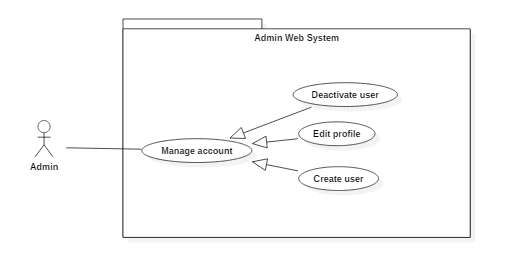 Admin Web System
Deactivate user
Edit profile
Manage account
Admin
Create user